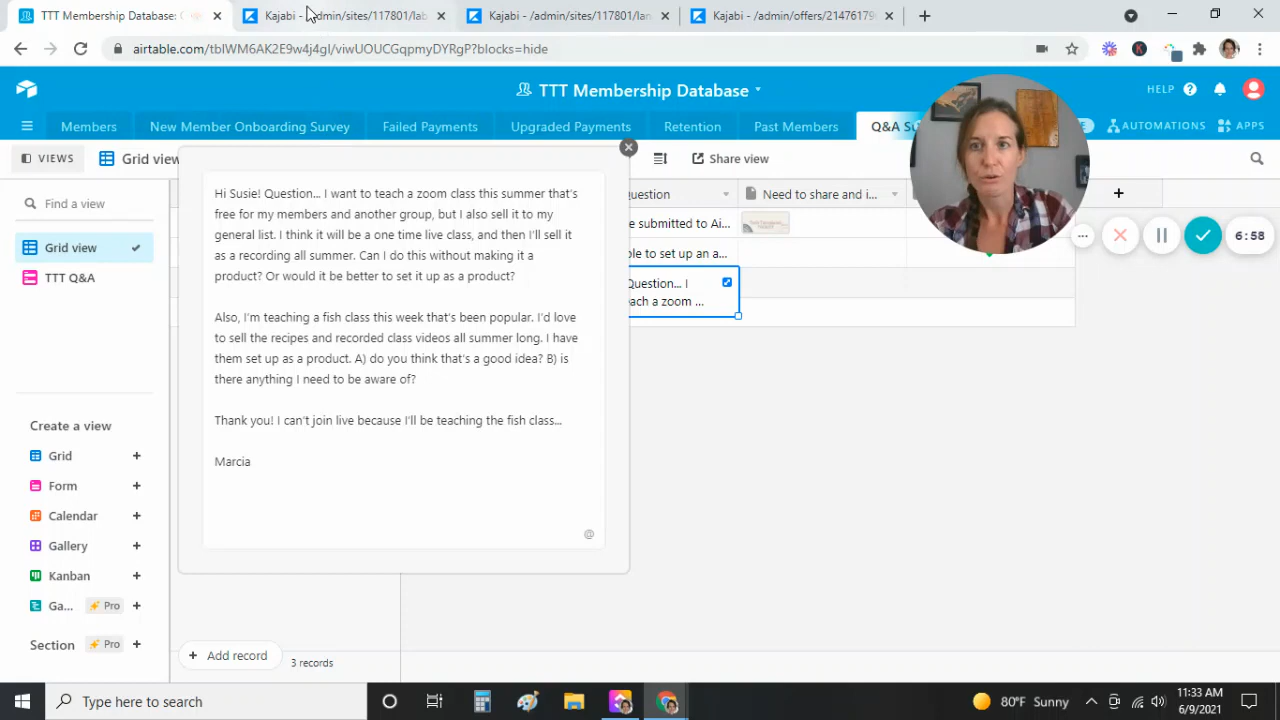 TTT Membership Database:
Kajabi - /admin/sites/117801/lab
Kajabi - /admin/sites/117801/lan
Kajabi - /admin/offers/21476179
airtable.com/tblWM6AK2E9w4j4gI/viwUOUCGqpmyDYRgP?blocks=hide
TTT Membership Database
HELP
Members
New Member Onboarding Survey
Failed Payments
Upgraded Payments
Retention
Past Members
Q&A Su
AUTOMATIONS
APPS
VIEWS
Grid view
Share view
Find a view
Grid view
TTT Q&A
Create a view
Grid
Form
Calendar
Gallery
Kanban
Ga... Pro
Section Pro
Hi Susie! Question... I want to teach a zoom class this summer that's
free for my members and another group, but I also sell it to my
general list. I think it will be a one time live class, and then I'll sell it
as a recording all summer. Can I do this without making it a
product? Or would it be better to set it up as a product?
Also, I'm teaching a fish class this week that's been popular. I'd love
to sell the recipes and recorded class videos all summer long. I have
them set up as a product. A) do you think that's a good idea? B) is
there anything I need to be aware of?
Thank you! I can't join live because I'll be teaching the fish class...
Marcia
@
uestion
Need to share and i...
e submitted to Ai...
ble to set up an a...
Question... I
each a zoom ...
6:58
Add record
3 records
Type here to search
80°F Sunny
11:33 AM
6/9/2021